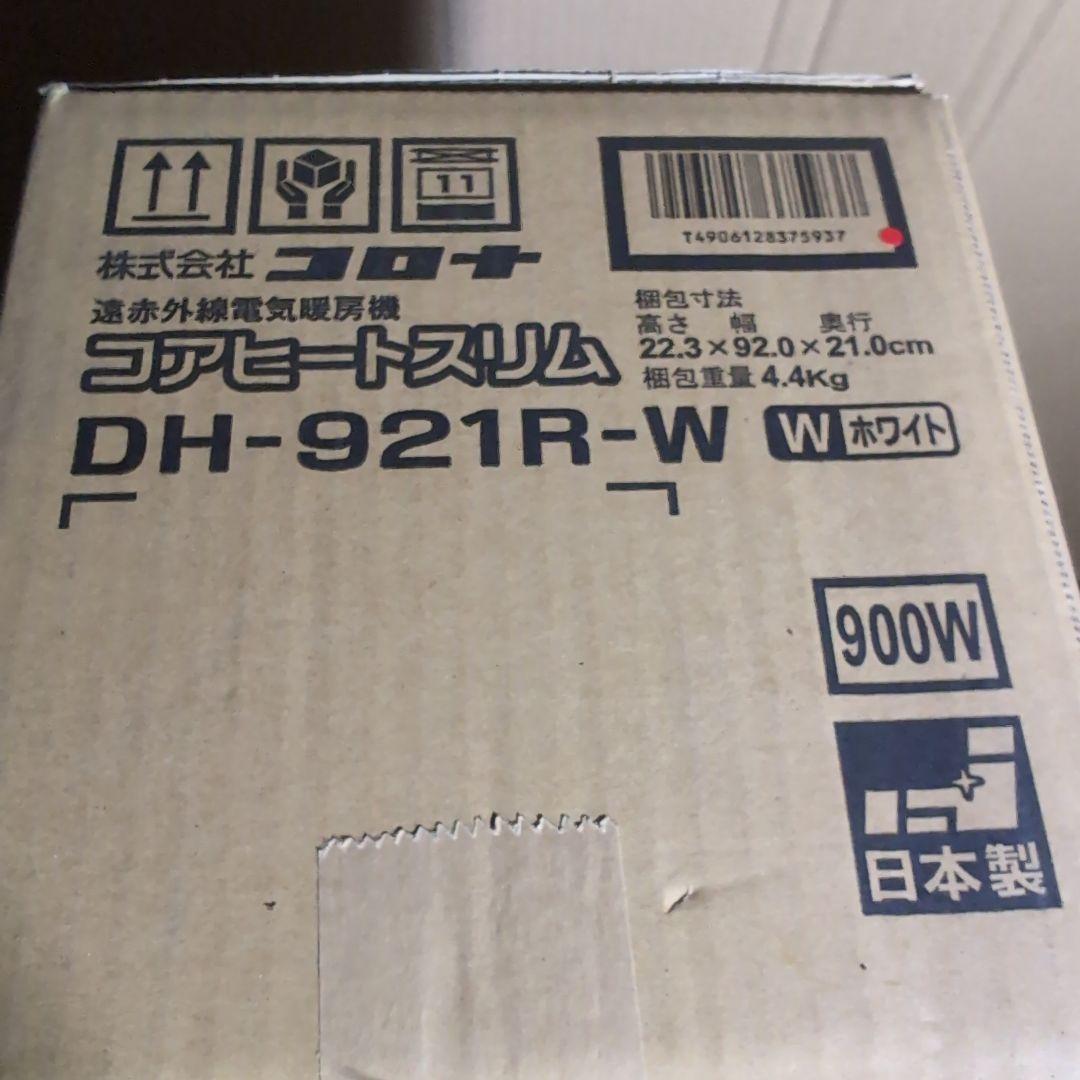 11
T4906128375937
株式会社 コロナ
遠赤外線電気暖房機
コアヒートスリム
DH-921R-W
W ホワイト
梱包寸法
高さ 幅 奥行
22.3×92.0×21.0cm
梱包重量 4.4Kg
900W
日本製